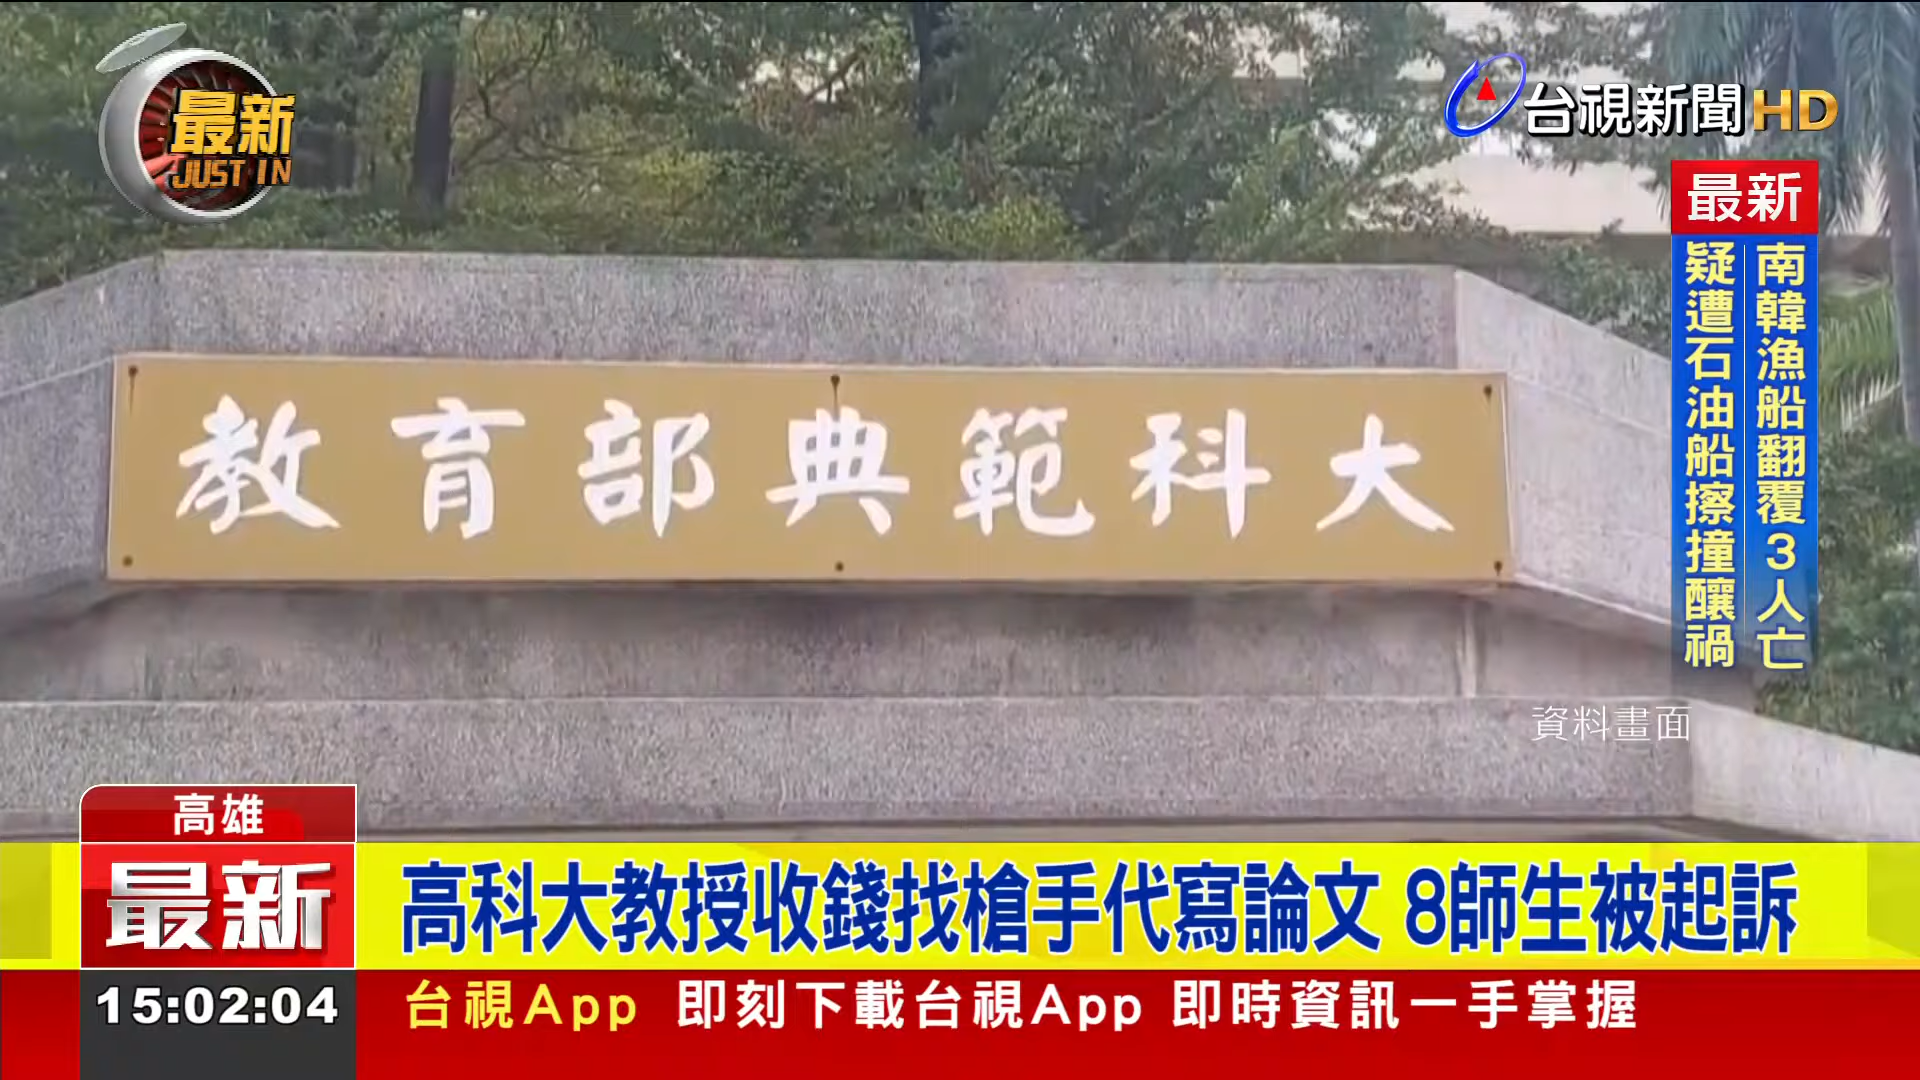 最新
JUST IN
台視新聞HD
最新
南韓漁船翻覆3人亡
疑遭石油船擦撞釀禍
教育部典範科大
資料畫面
高雄
最新
高科大教授收錢找槍手代寫論文 8師生被起訴
15:02:04
台視App 即刻下載台視App 即時資訊一手掌握